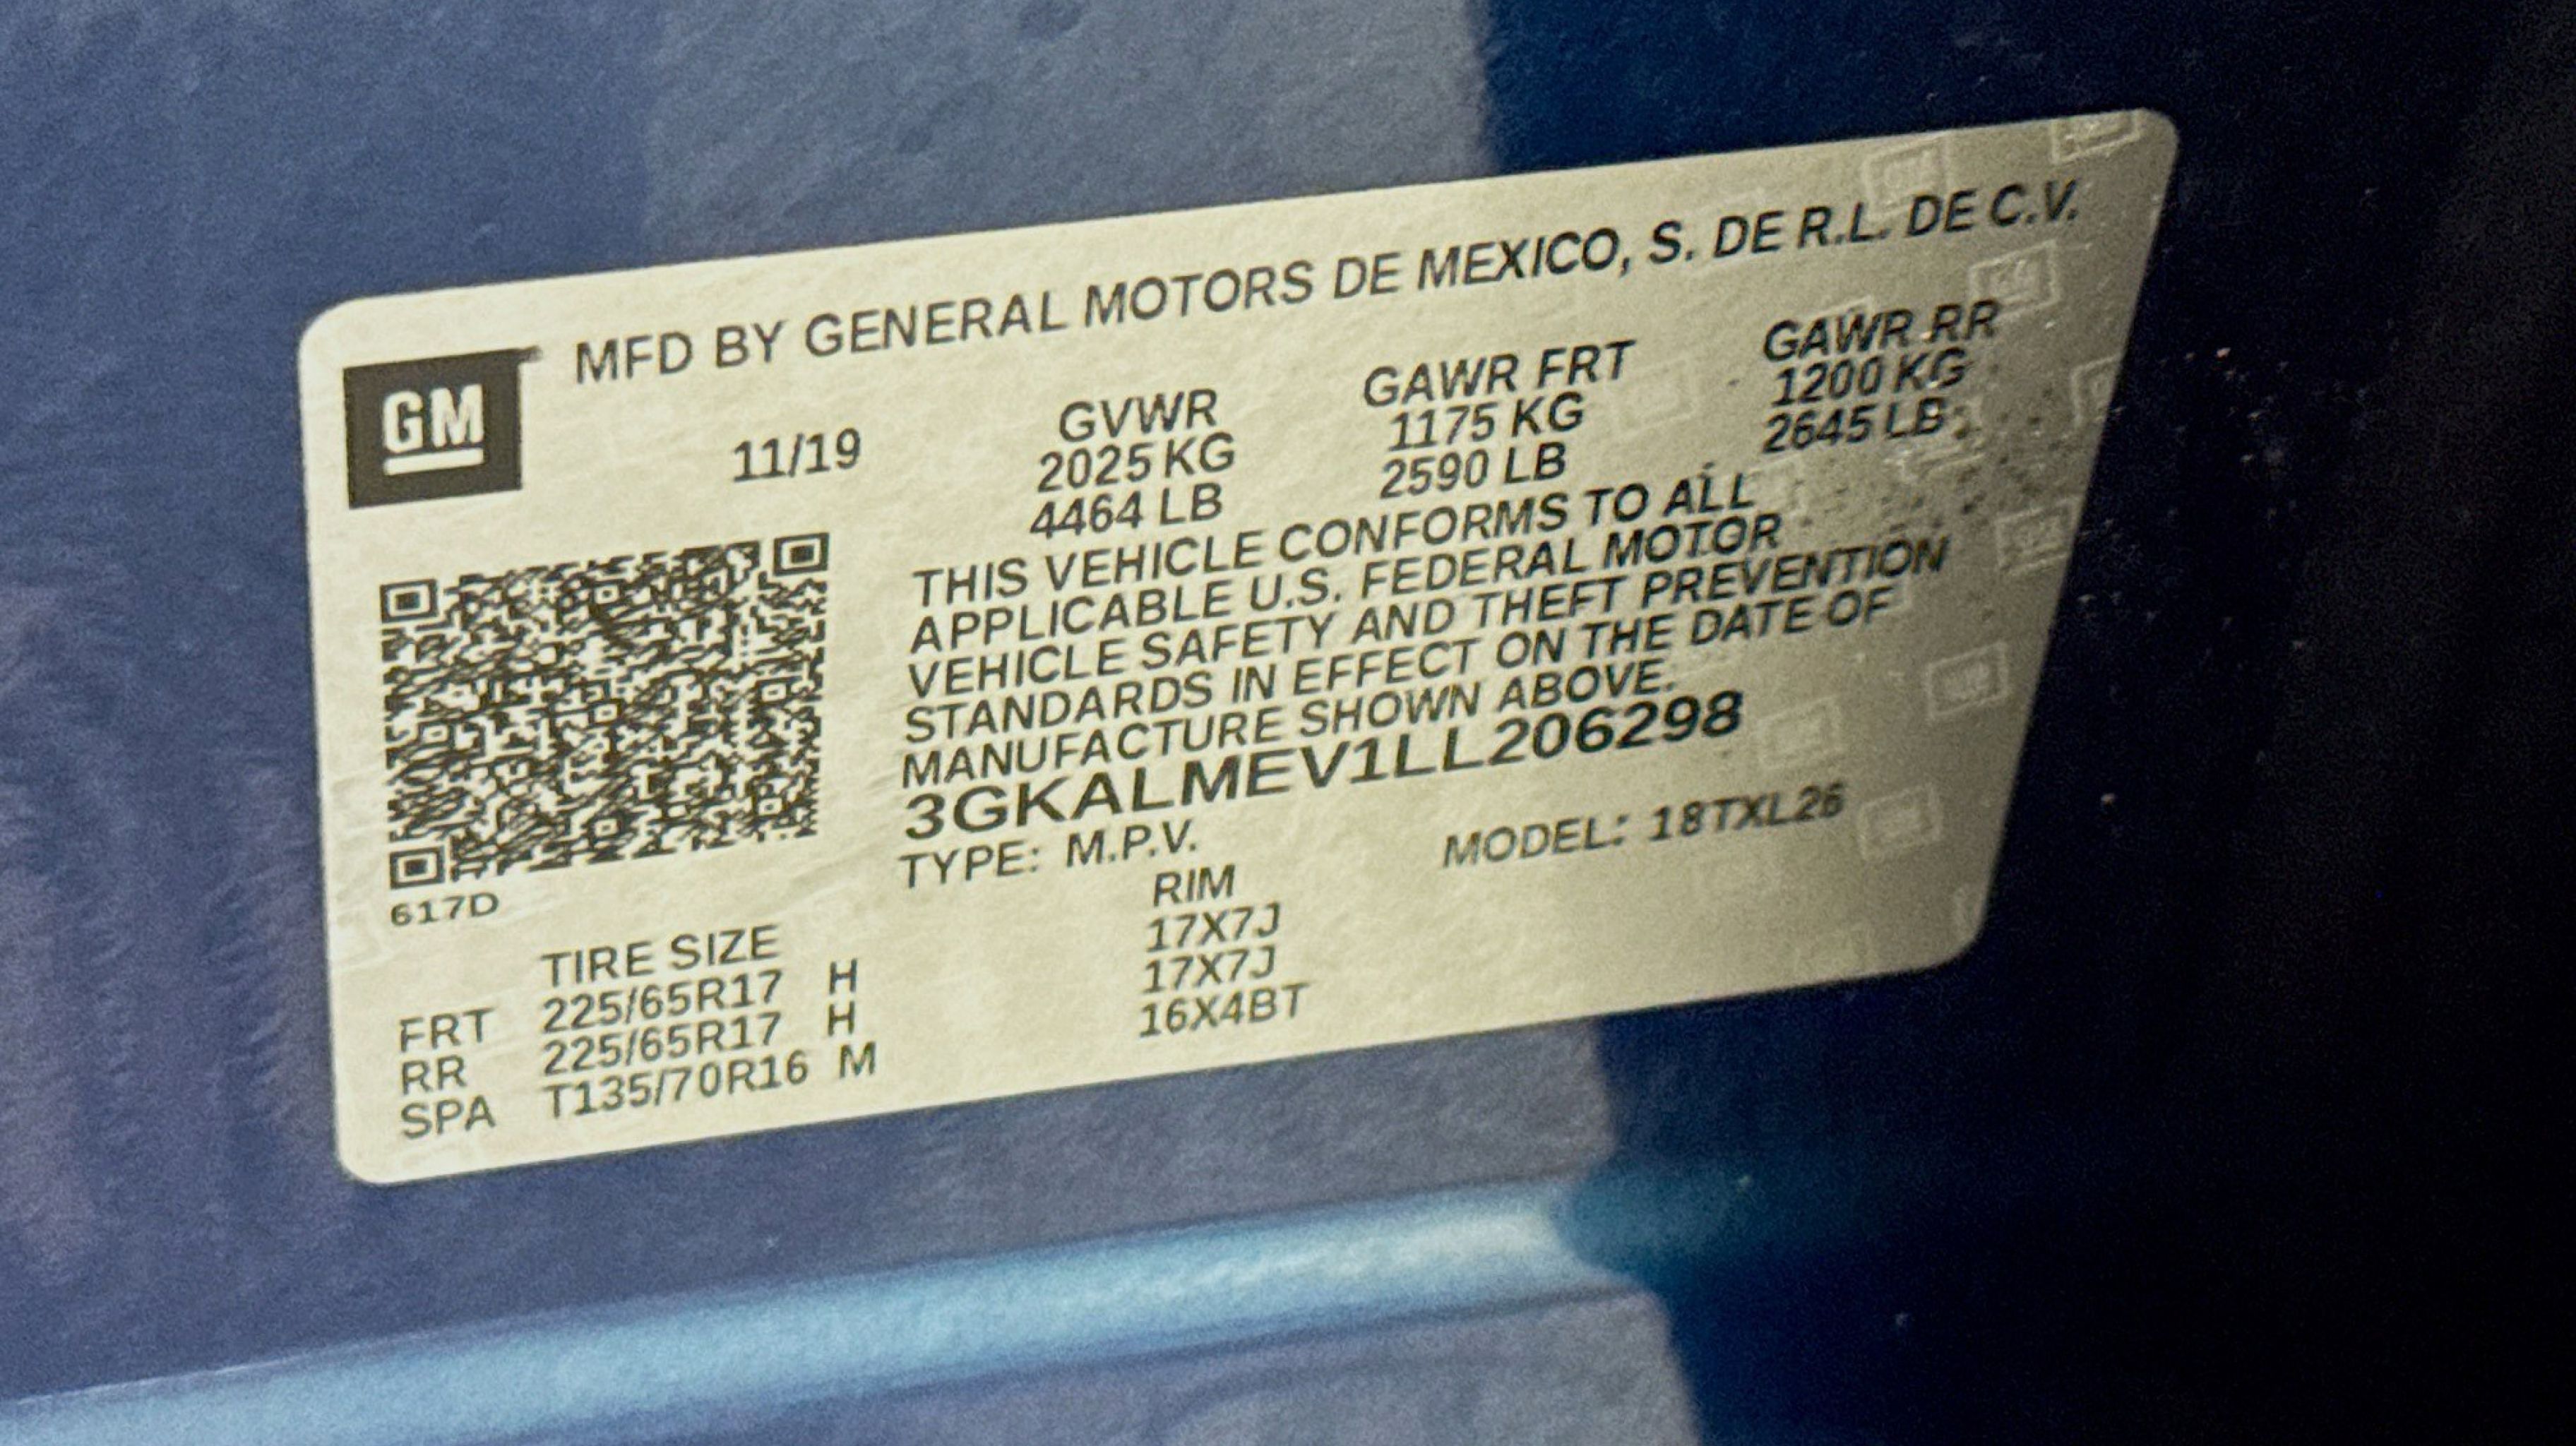 MFD BY GENERAL MOTORS DE MEXICO, S. DE R.L. DE C.V.
GM
11/19
GVWR GAWR FRT GAWR RR
2025 KG 1175 KG 1200 KG
4464 LB 2590 LB 2645 LB
THIS VEHICLE CONFORMS TO ALL
APPLICABLE U.S. FEDERAL MOTOR
VEHICLE SAFETY AND THEFT PREVENTION
STANDARDS IN EFFECT ON THE DATE OF
MANUFACTURE SHOWN ABOVE.
3GKALMEV1LL206298
TYPE: M.P.V. MODEL: 18TXL26
617D
TIRE SIZE RIM
FRT 225/65R17 H 17X7J
RR 225/65R17 H 17X7J
SPA T135/70R16 M 16X4BT